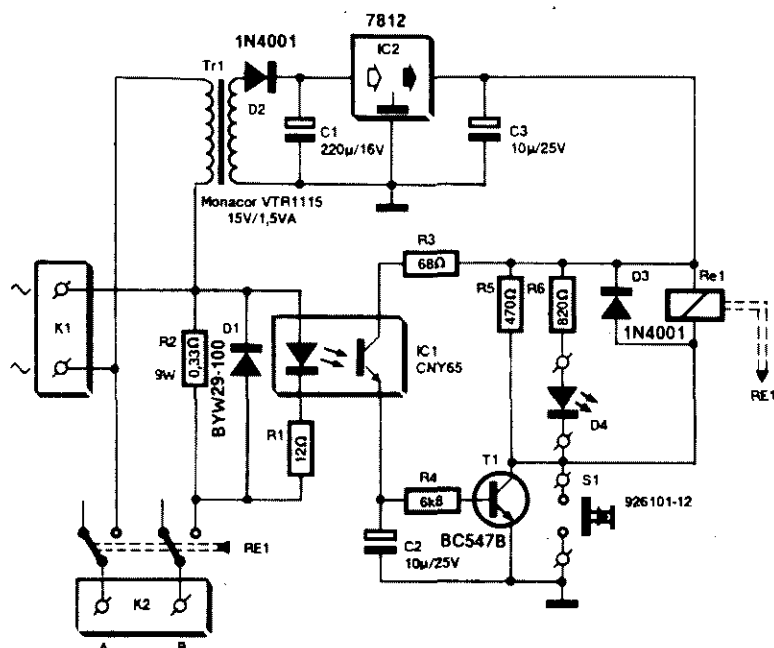 7812
1N4001
IC2
Tr1
D2
C1
220µ/16V
C3
10µ/25V
Monacor VTR1115
15V/1,5VA
R3
68Ω
K1
R2
0,33Ω
9W
D1
BYW29-100
IC1
CNY65
R1
12Ω
R5
470Ω
R6
820Ω
D3
1N4001
Re1
RE1
D4
T1
R4
6k8
BC547B
S1
926101-12
C2
10µ/25V
RE1
K2
A
B